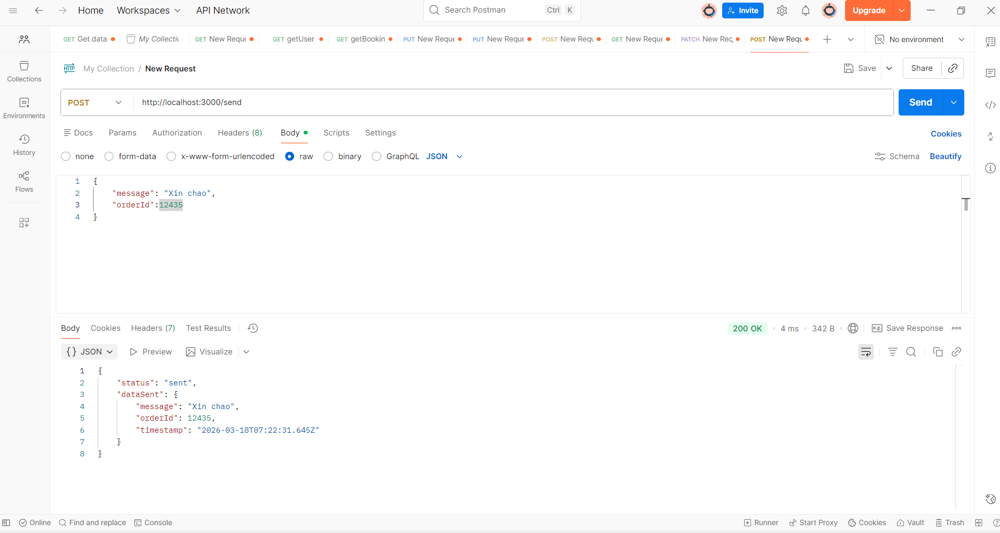 Home Workspaces API Network Search Postman Ctrl K Invite Upgrade
GET Get data My Collectic GET New Reque GET getUser GET getBookin PUT New Reque PUT New Reque POST New Requ GET New Reque PATCH New Req POST New Requ No environment
HTTP My Collection / New Request Save Share
Collections
POST http://localhost:3000/send Send
Environments
Docs Params Authorization Headers (8) Body Scripts Settings Cookies
History
none form-data x-www-form-urlencoded raw binary GraphQL JSON Schema Beautify
Flows
1 {
2 "message": "Xin chao",
3 "orderId":12435
4 }
Body Cookies Headers (7) Test Results 200 OK 4 ms 342 B e.g. Save Response
{} JSON Preview Visualize
1 {
2 "status": "sent",
3 "dataSent": {
4 "message": "Xin chao",
5 "orderId": 12435,
6 "timestamp": "2026-03-18T07:22:31.645Z"
7 }
8 }
Online Find and replace Console Runner Start Proxy Cookies Vault Trash